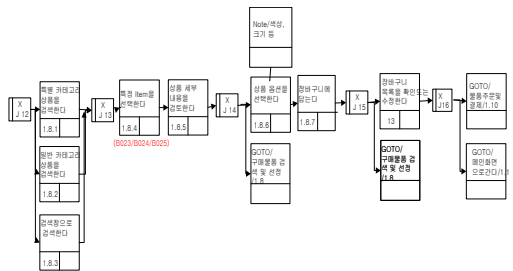 Note/색상,
크기 등
X
J 12
특별 카테고리
상품을
검색한다
1.8.1
X
J 13
특정 Item을
선택한다
1.8.4
(B023/B024/B025)
상품 세부
내용을
검토한다
1.8.5
X
J 14
상품 옵션을
선택한다
1.8.6
장바구니에
담는다
1.8.7
X
J 15
장바구니
목록을 확인또는
수정한다
13
X
J16
GOTO/
물품주문및
결제/1.10
일반 카테고리
상품을
검색한다
1.8.2
GOTO/
구매물품 검
색 및 선정
/1.8
GOTO/
구매물품 검
색 및 선정
/1.8
GOTO/
메인화면
으로간다/1.1
검색창으로
검색한다
1.8.3